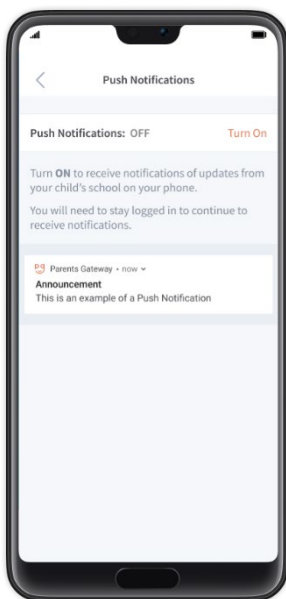 Push Notifications
Push Notifications: OFF Turn On
Turn ON to receive notifications of updates from
your child's school on your phone.
You will need to stay logged in to continue to
receive notifications.
Parents Gateway • now
Announcement
This is an example of a Push Notification